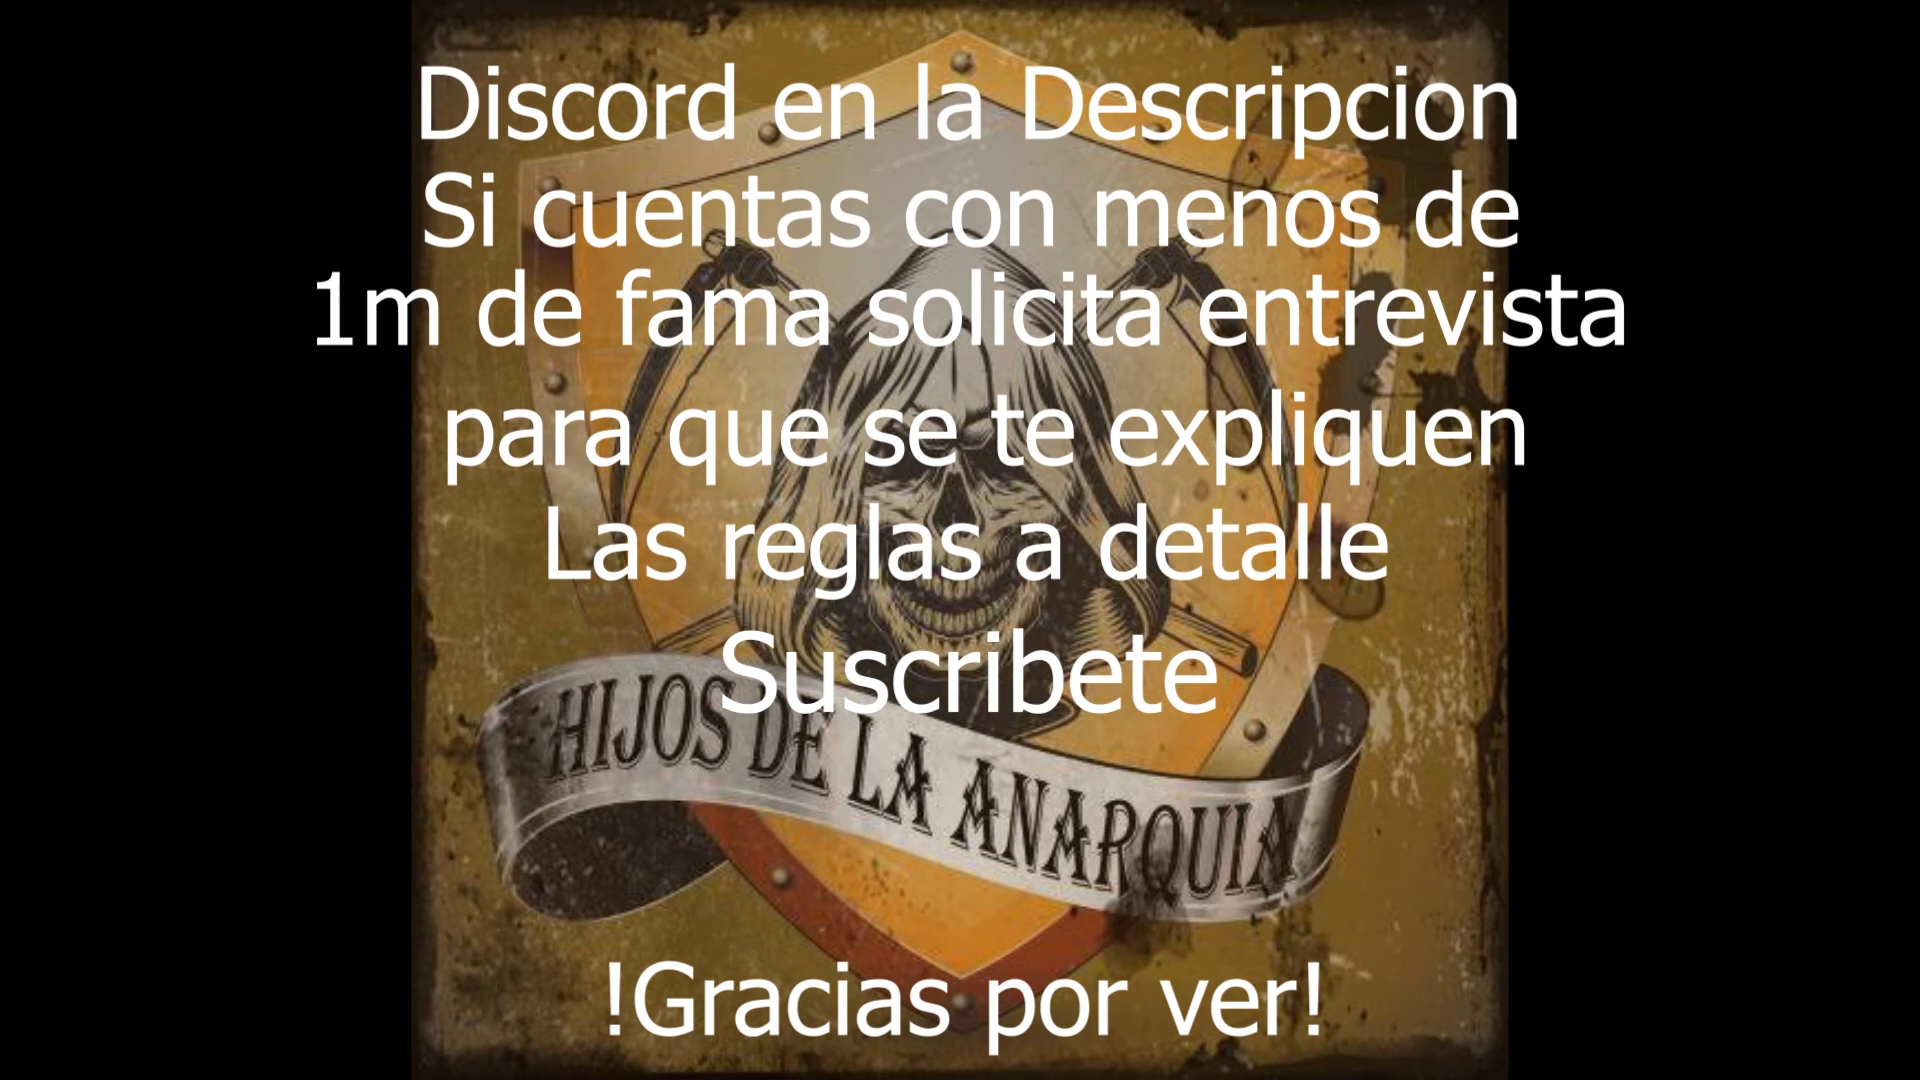 Discord en la Descripcion
Si cuentas con menos de
1m de fama solicita entrevista
para que se te expliquen
Las reglas a detalle
Suscribete
HIJOS DE LA ANARQUIA
!Gracias por ver!